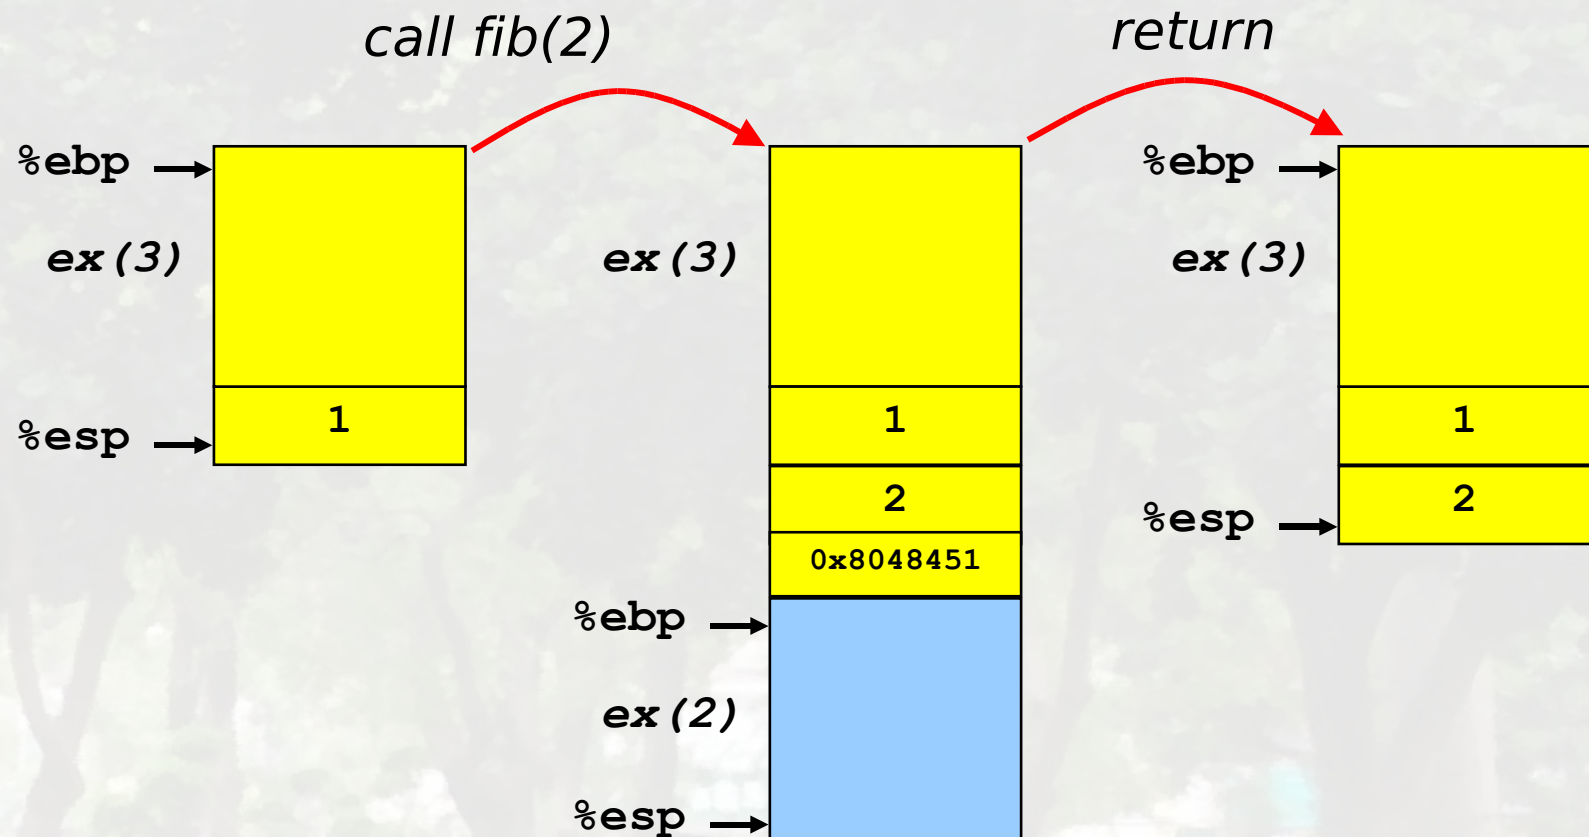 call fib(2)
return
%ebp
%ebp
ex(3)
ex(3)
ex(3)
%esp
1
1
1
2
2
%esp
0x8048451
%ebp
ex(2)
%esp